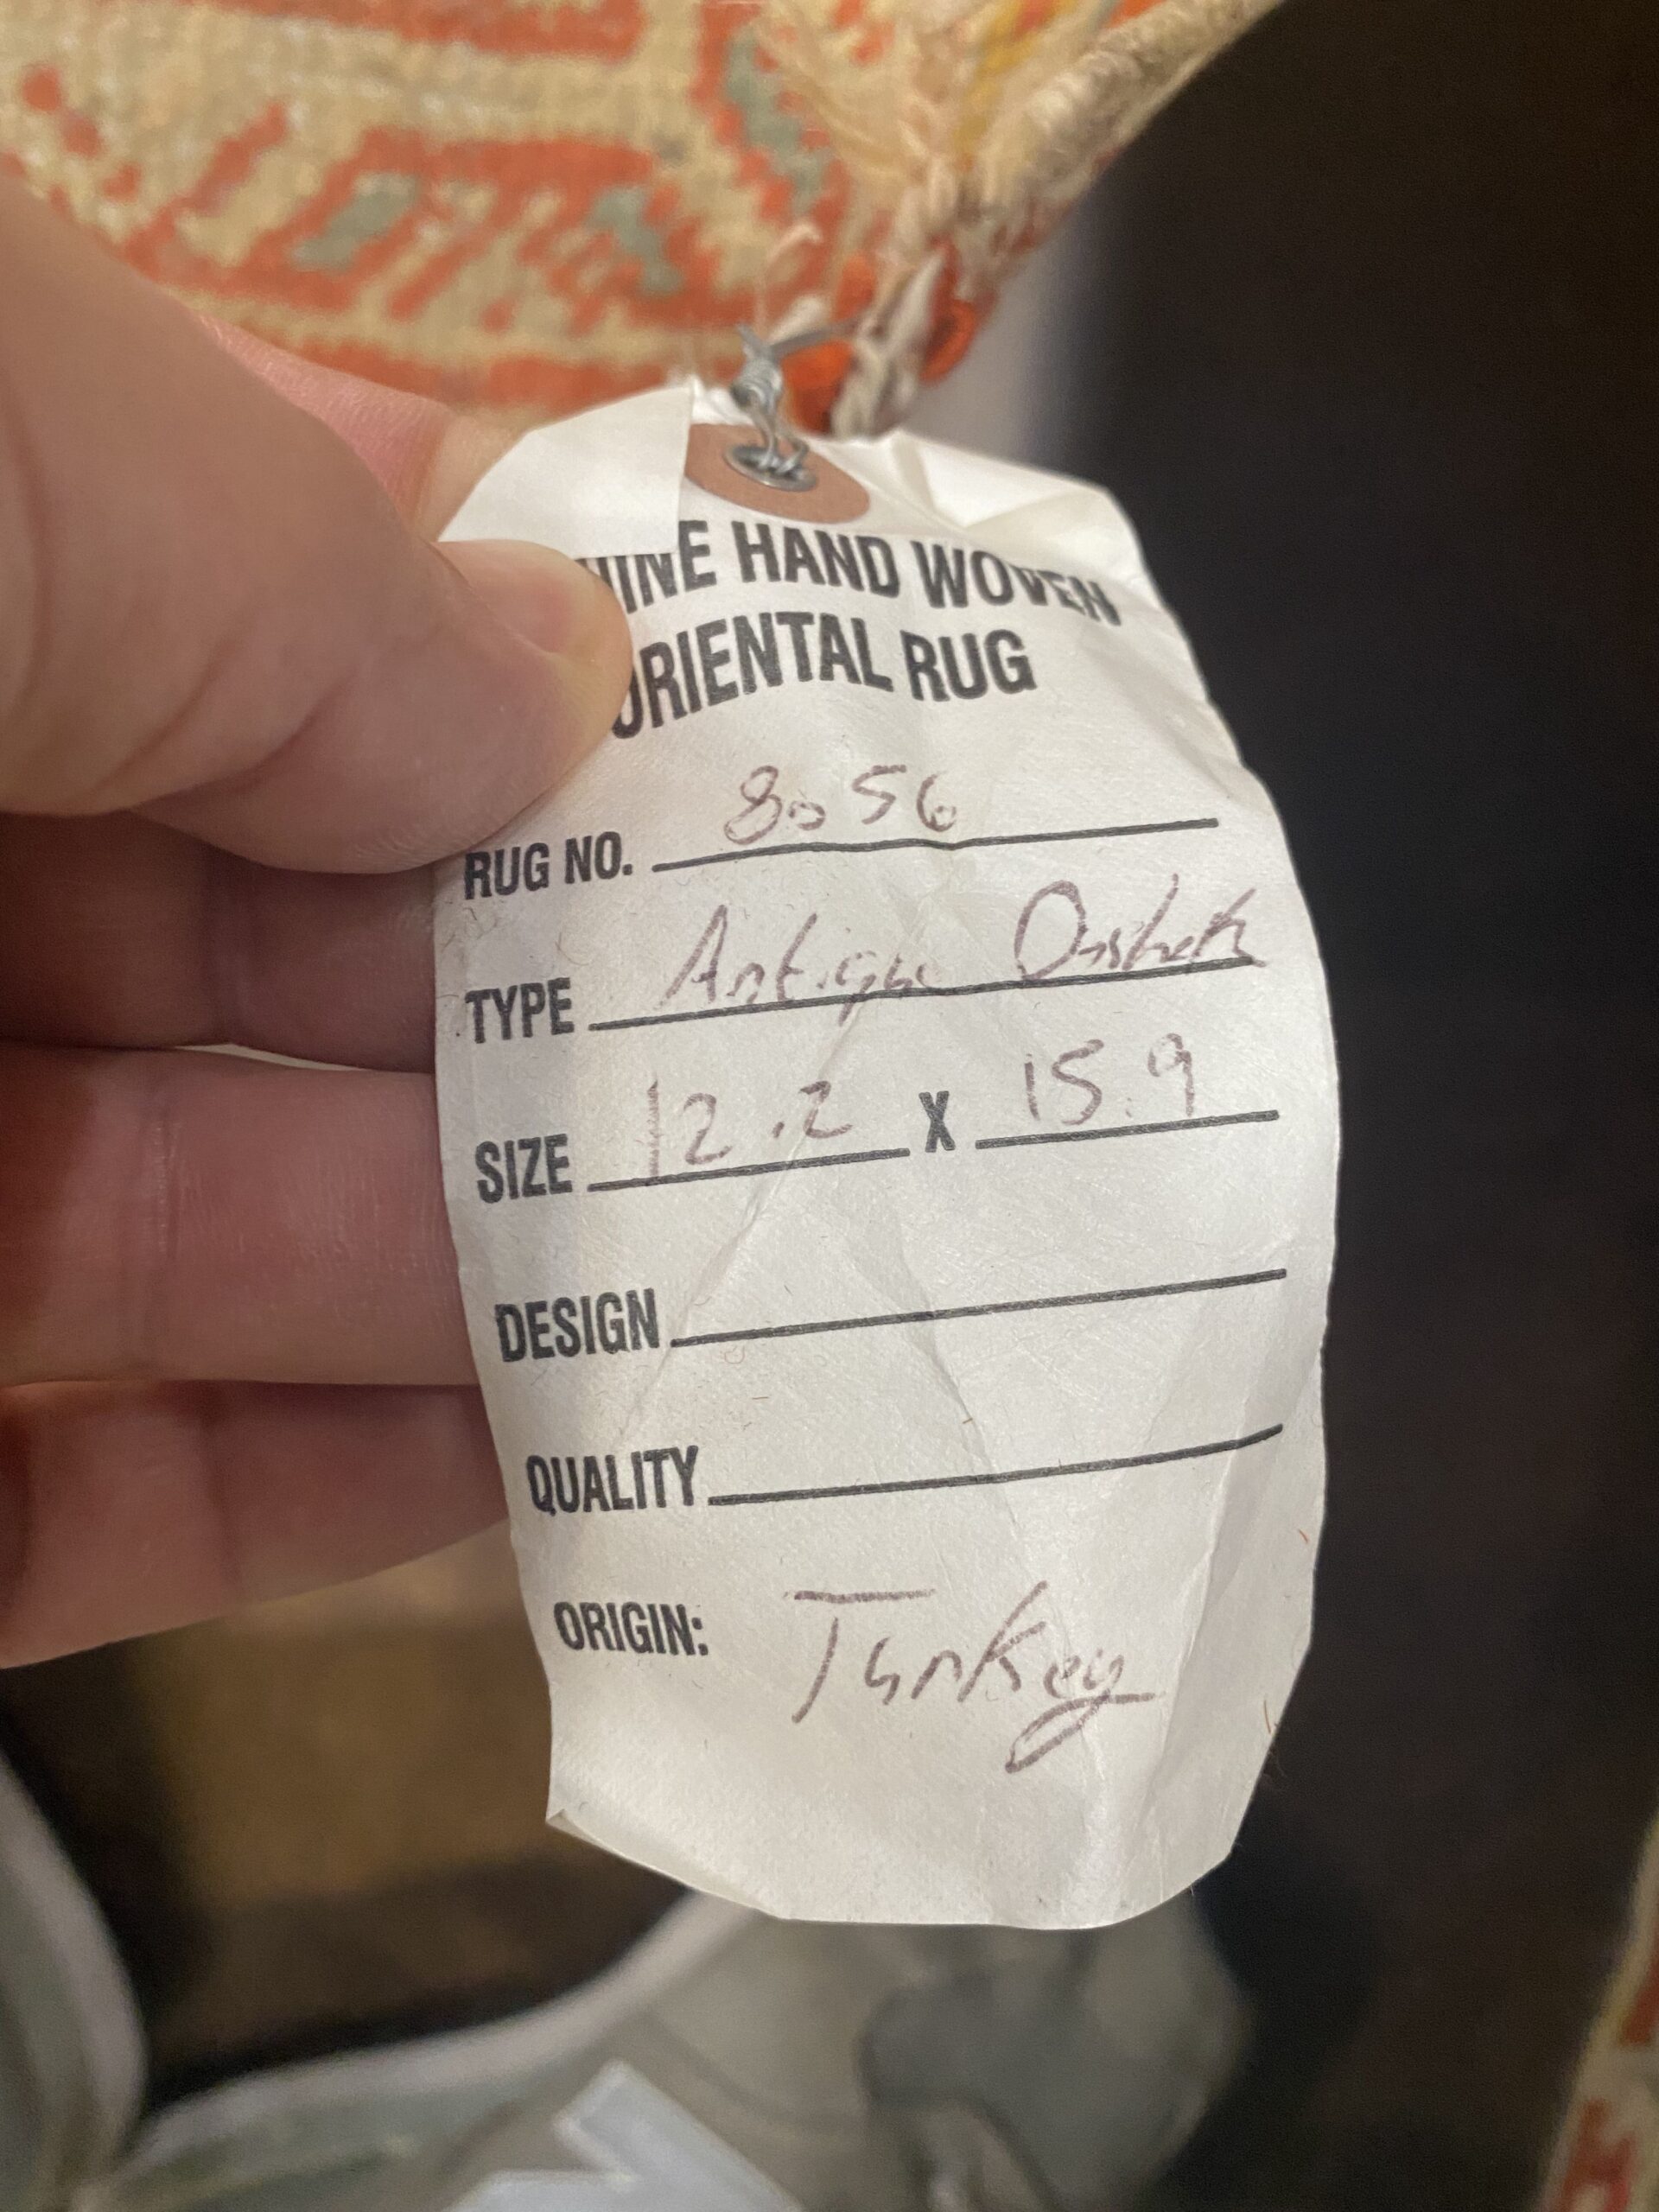 HAND WOVEN
ORIENTAL RUG
RUG NO. 8056
TYPE Antique
SIZE 12.2 X 15.9
DESIGN
QUALITY
ORIGIN: Turkey